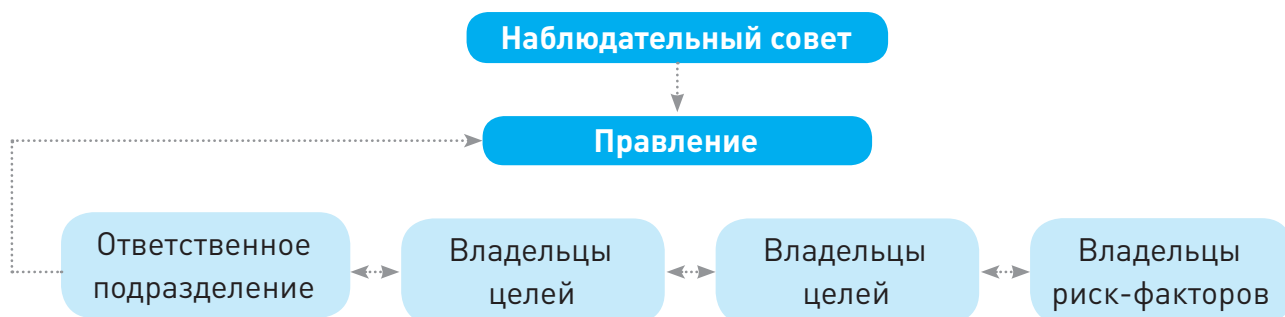 Наблюдательный совет
Правление
Ответственное
подразделение
Владельцы
целей
Владельцы
целей
Владельцы
риск-факторов